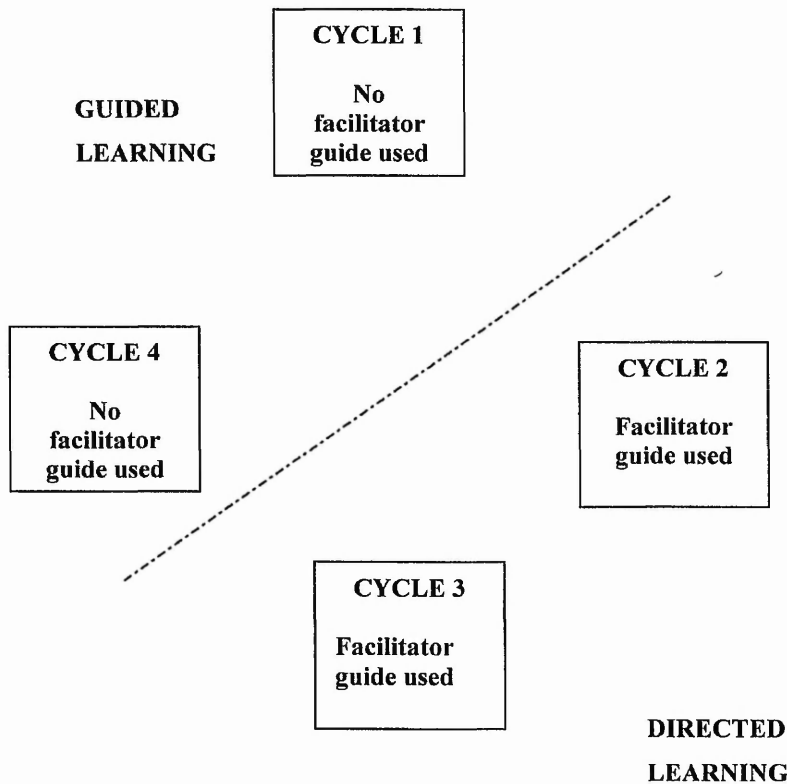 CYCLE 1
No
facilitator
guide used
GUIDED
LEARNING
CYCLE 4
No
facilitator
guide used
CYCLE 2
Facilitator
guide used
CYCLE 3
Facilitator
guide used
DIRECTED
LEARNING